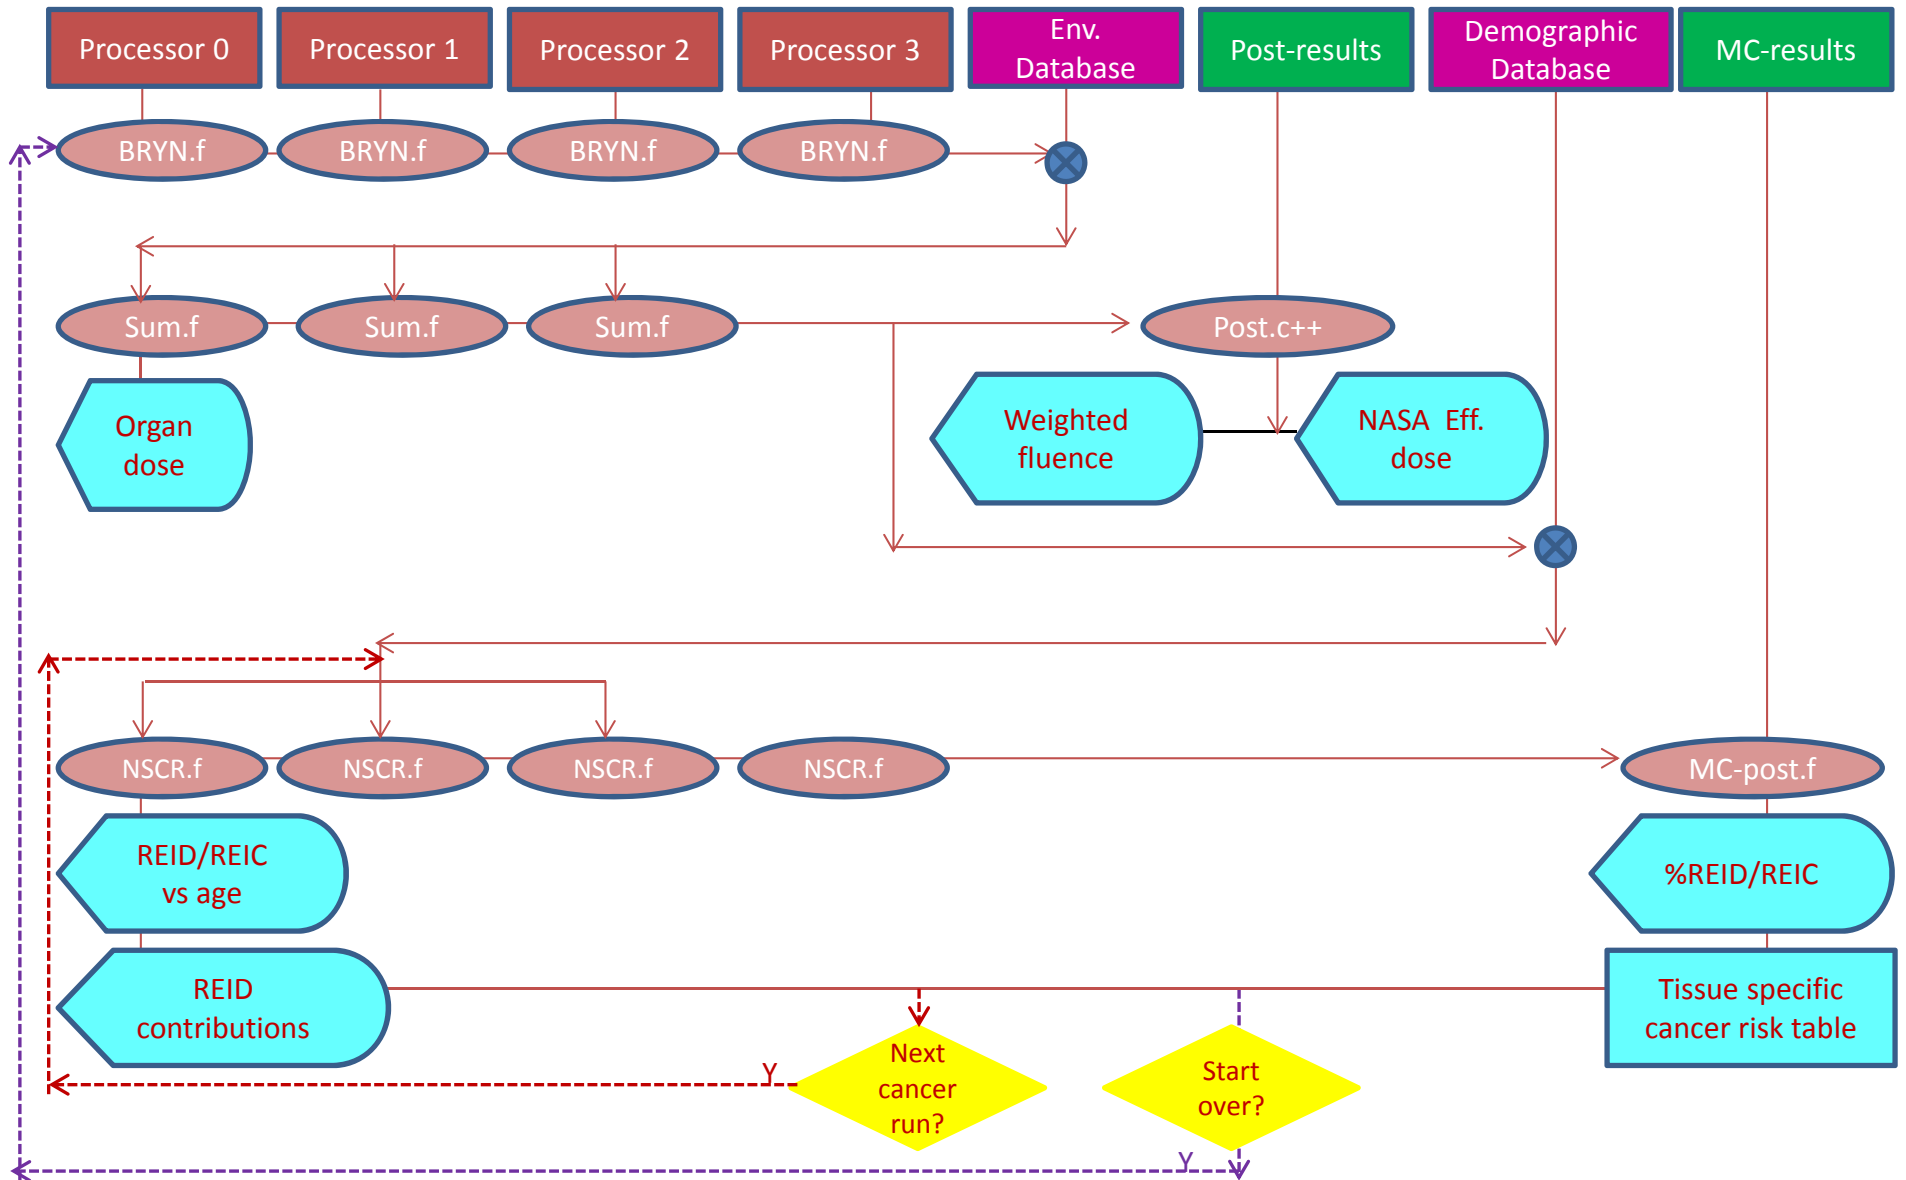 Processor 0
Processor 1
Processor 2
Processor 3
Env.
Database
Post-results
Demographic
Database
MC-results
BRYN.f
BRYN.f
BRYN.f
BRYN.f
Sum.f
Sum.f
Sum.f
Post.c++
Organ
dose
Weighted
fluence
NASA Eff.
dose
NSCR.f
NSCR.f
NSCR.f
NSCR.f
MC-post.f
REID/REIC
vs age
%REID/REIC
REID
contributions
Tissue specific
cancer risk table
Next
cancer
run?
Y
Start
over?
Y